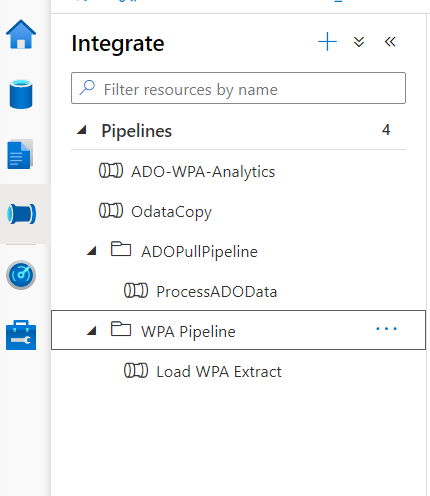 Integrate
Filter resources by name
Pipelines 4
ADO-WPA-Analytics
OdataCopy
ADOPullPipeline
ProcessADOData
WPA Pipeline
Load WPA Extract